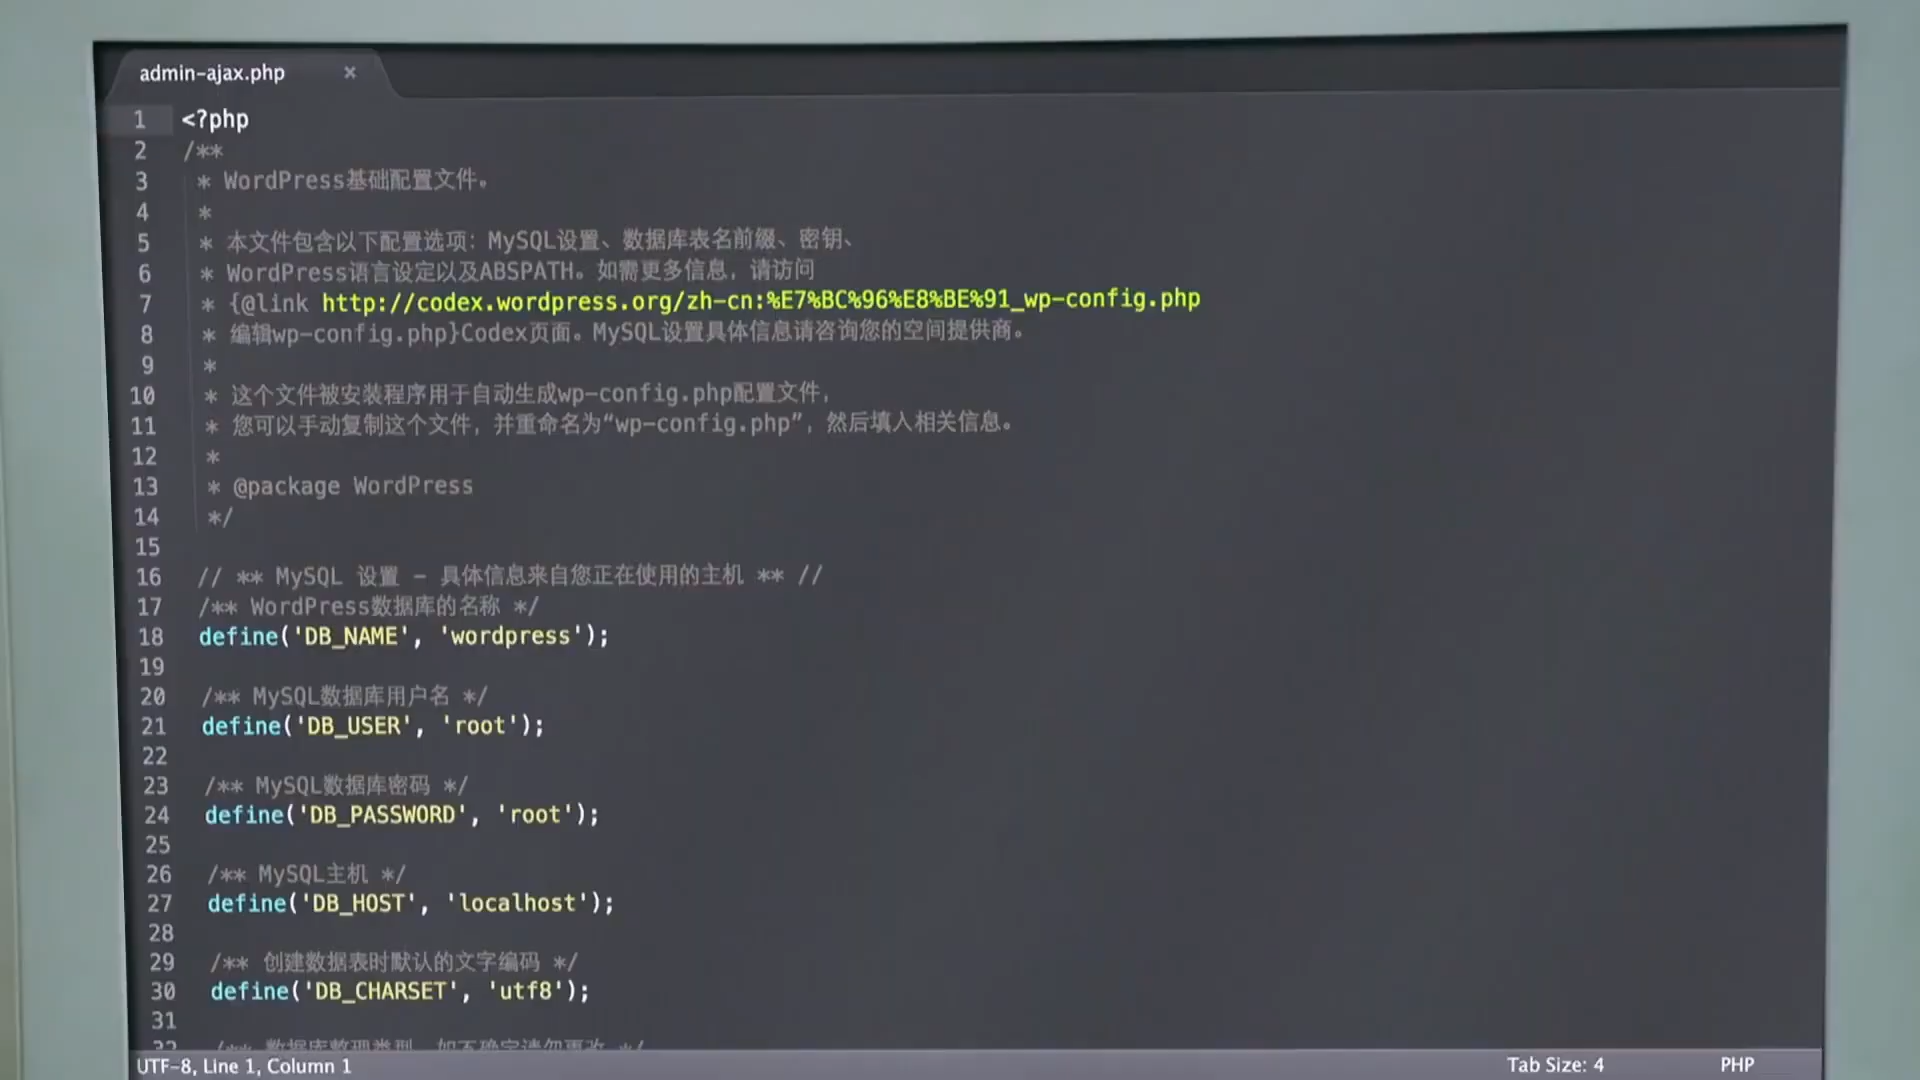 admin-ajax.php ×
1 <?php
2 /**
3 * WordPress基础配置文件。
4 *
5 * 本文件包含以下配置选项：MySQL设置、数据库表名前缀、密钥、
6 * WordPress语言设定以及ABSPATH。如需更多信息，请访问
7 * {@link http://codex.wordpress.org/zh-cn:%E7%BC%96%E8%BE%91_wp-config.php
8 * 编辑wp-config.php}Codex页面。MySQL设置具体信息请咨询您的空间提供商。
9 *
10 * 这个文件被安装程序用于自动生成wp-config.php配置文件，
11 * 您可以手动复制这个文件，并重命名为“wp-config.php”，然后填入相关信息。
12 *
13 * @package WordPress
14 */
15
16 // ** MySQL 设置 - 具体信息来自您正在使用的主机 ** //
17 /** WordPress数据库的名称 */
18 define('DB_NAME', 'wordpress');
19
20 /** MySQL数据库用户名 */
21 define('DB_USER', 'root');
22
23 /** MySQL数据库密码 */
24 define('DB_PASSWORD', 'root');
25
26 /** MySQL主机 */
27 define('DB_HOST', 'localhost');
28
29 /** 创建数据表时默认的文字编码 */
30 define('DB_CHARSET', 'utf8');
31
32 /** 数据库整理类型。如不确定请勿更改 */
UTF-8, Line 1, Column 1
Tab Size: 4
PHP